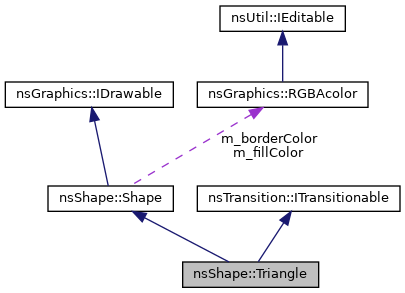 nsUtil::IEditable
nsGraphics::IDrawable
nsGraphics::RGBAcolor
m_borderColor
m_fillColor
nsShape::Shape
nsTransition::ITransitionable
nsShape::Triangle